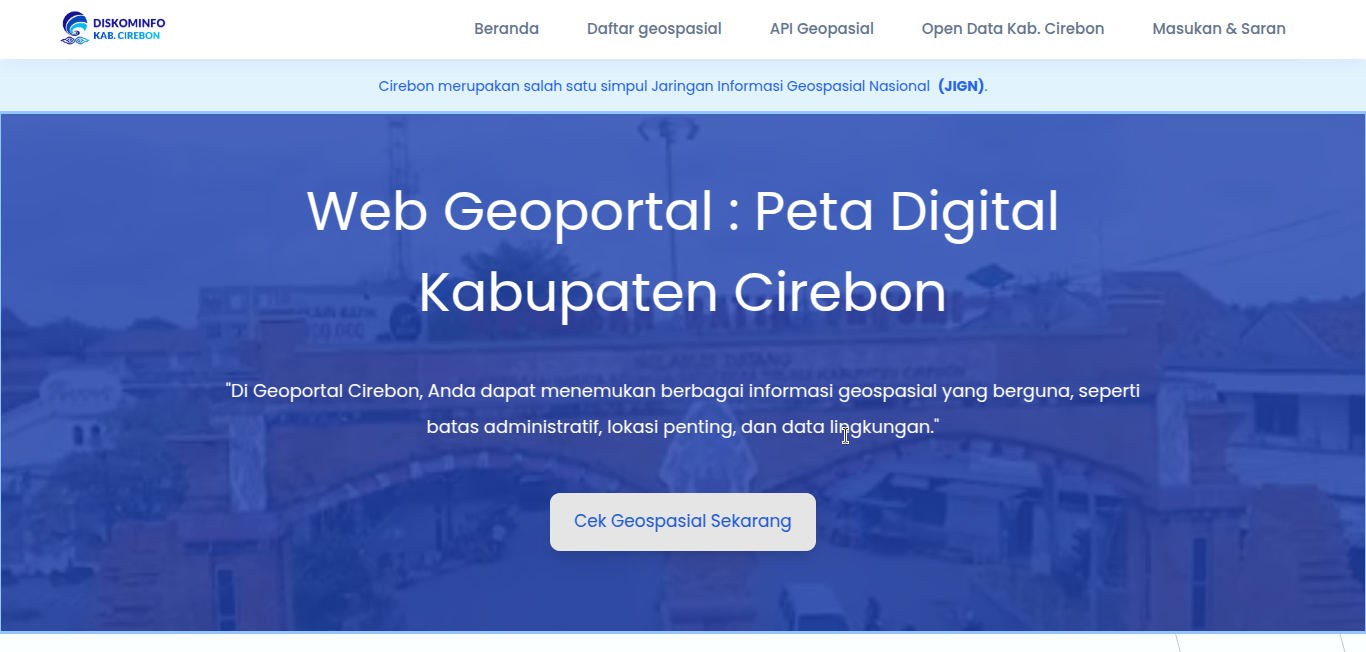 DISKOMINFO
KAB. CIREBON
Beranda Daftar geospasial API Geopasial Open Data Kab. Cirebon Masukan & Saran
Cirebon merupakan salah satu simpul Jaringan Informasi Geospasial Nasional (JIGN).
Web Geoportal : Peta Digital
Kabupaten Cirebon
SELAMAT DATANG
"Di Geoportal Cirebon, Anda dapat menemukan berbagai informasi geospasial yang berguna, seperti
batas administratif, lokasi penting, dan data lingkungan."
Cek Geospasial Sekarang